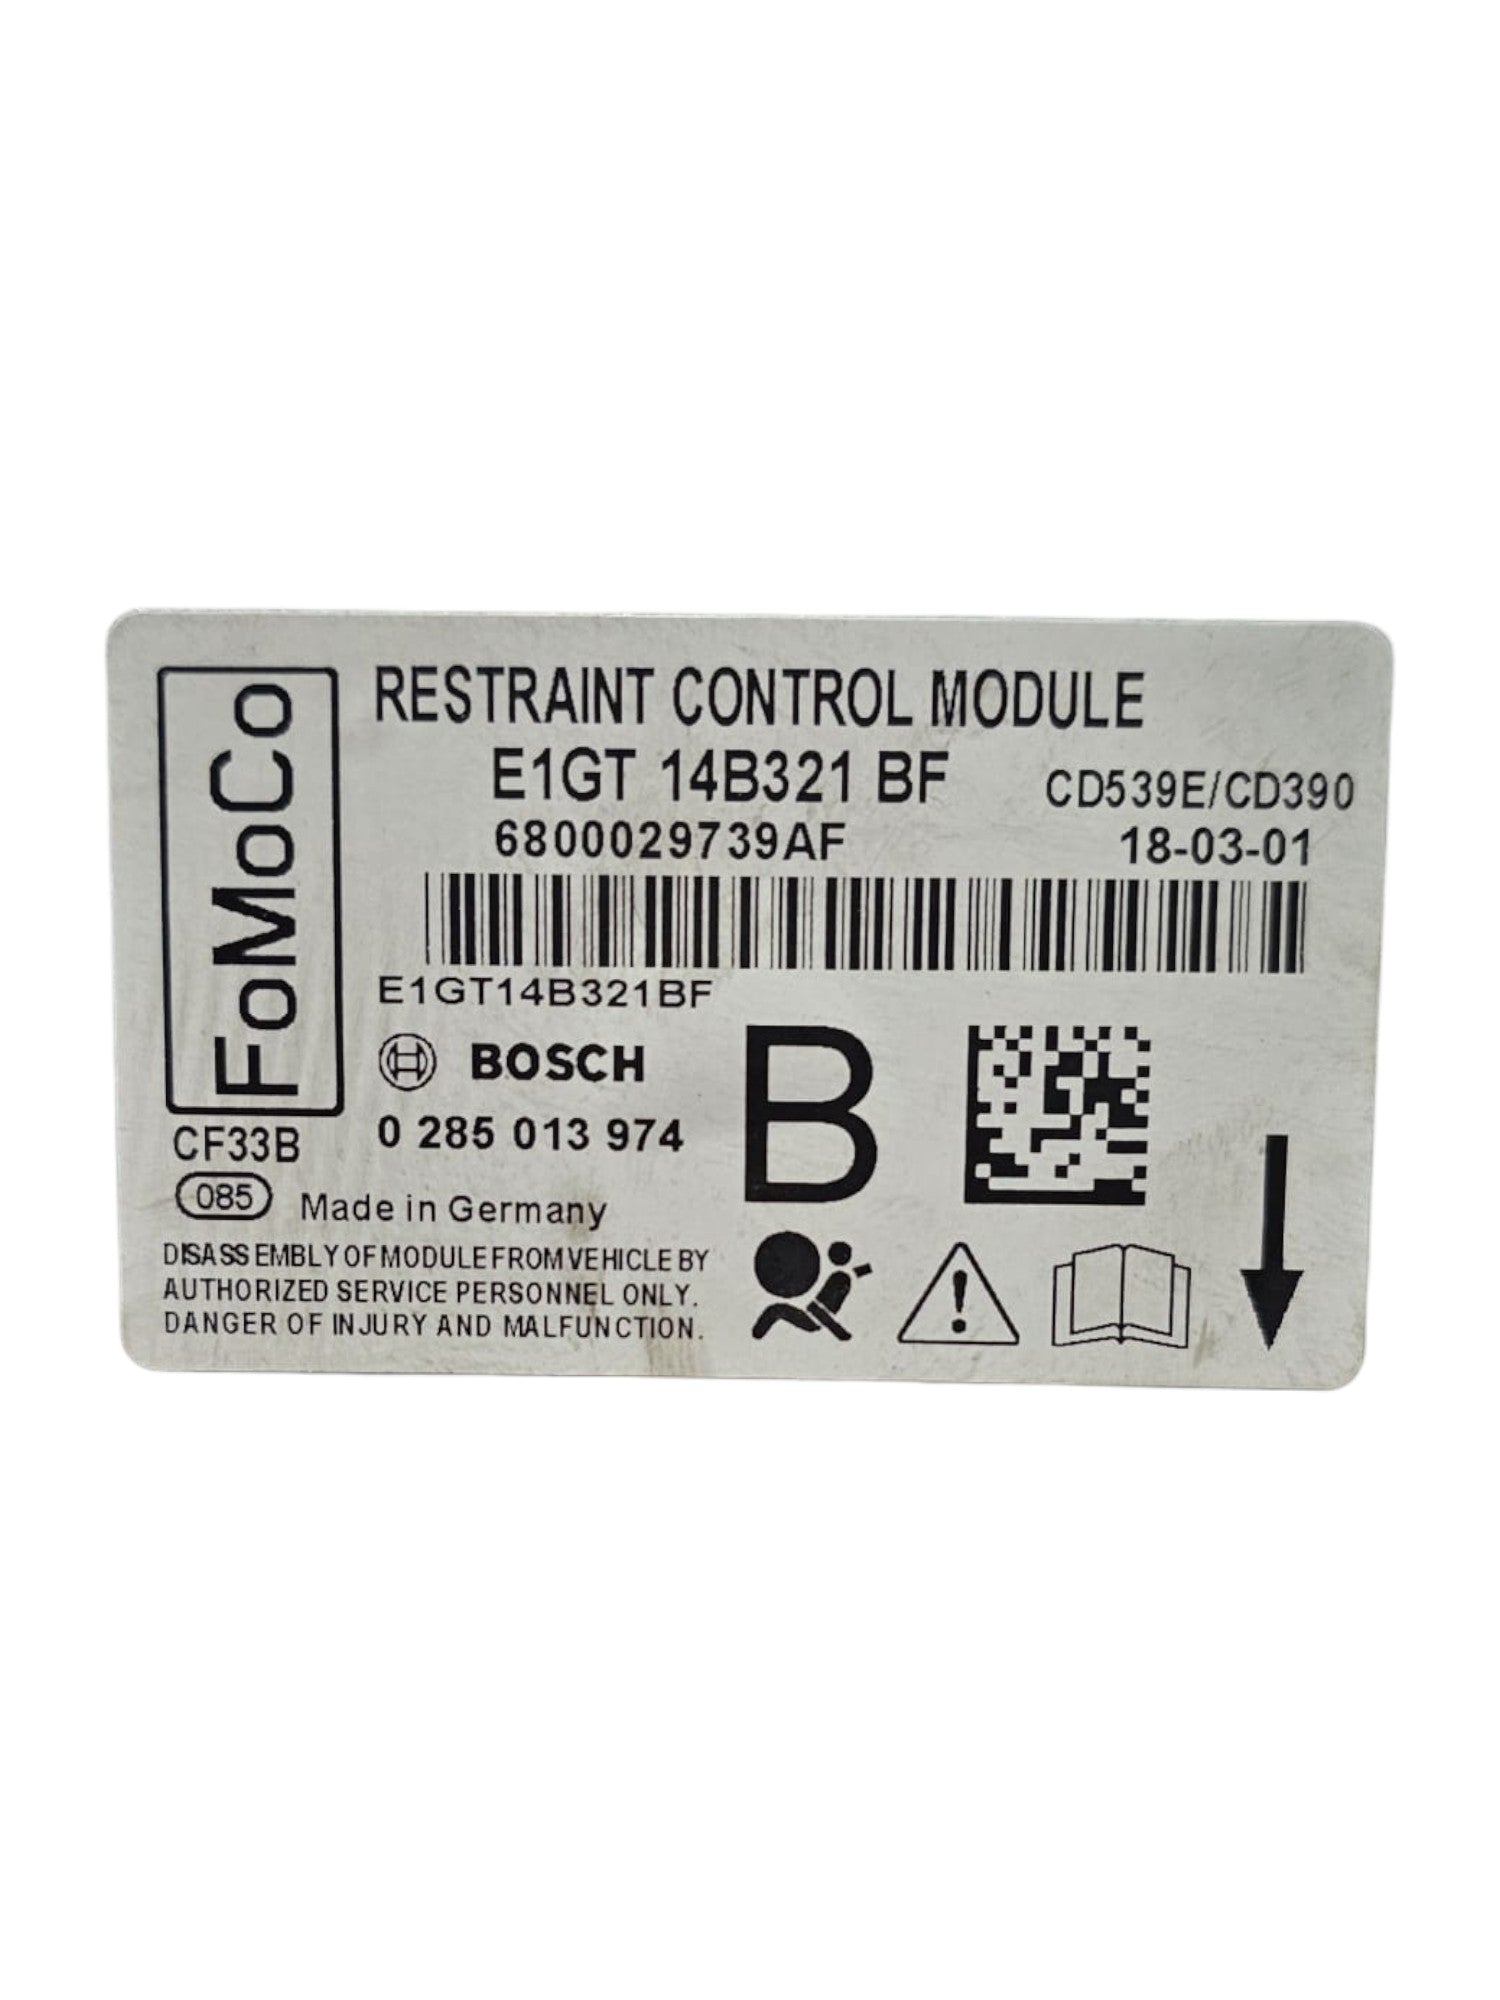 FoMoCo
RESTRAINT CONTROL MODULE
E1GT 14B321 BF
CD539E/CD390
6800029739AF
18-03-01
E1GT14B321BF
BOSCH
B
0 285 013 974
CF33B
085
Made in Germany
DISASSEMBLY OF MODULE FROM VEHICLE BY
AUTHORIZED SERVICE PERSONNEL ONLY.
DANGER OF INJURY AND MALFUNCTION.